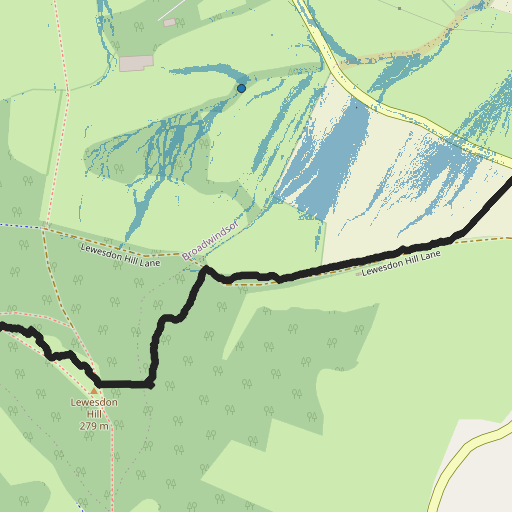 Broadwindsor
Lewesdon Hill Lane
Lewesdon Hill Lane
Lewesdon
Hill
279 m